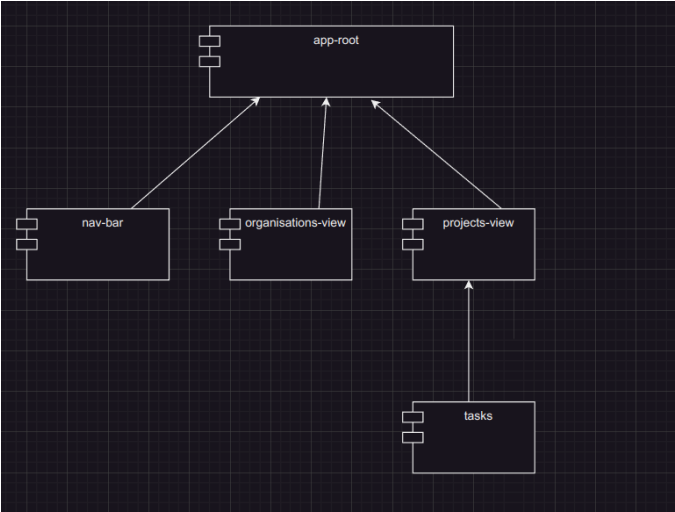 app-root
nav-bar
organisations-view
projects-view
tasks